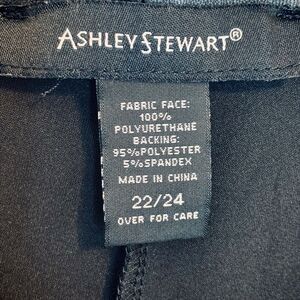 ASHLEY STEWART®
FABRIC FACE:
100%
POLYURETHANE
BACKING:
95%POLYESTER
5%SPANDEX
MADE IN CHINA
22/24
OVER FOR CARE